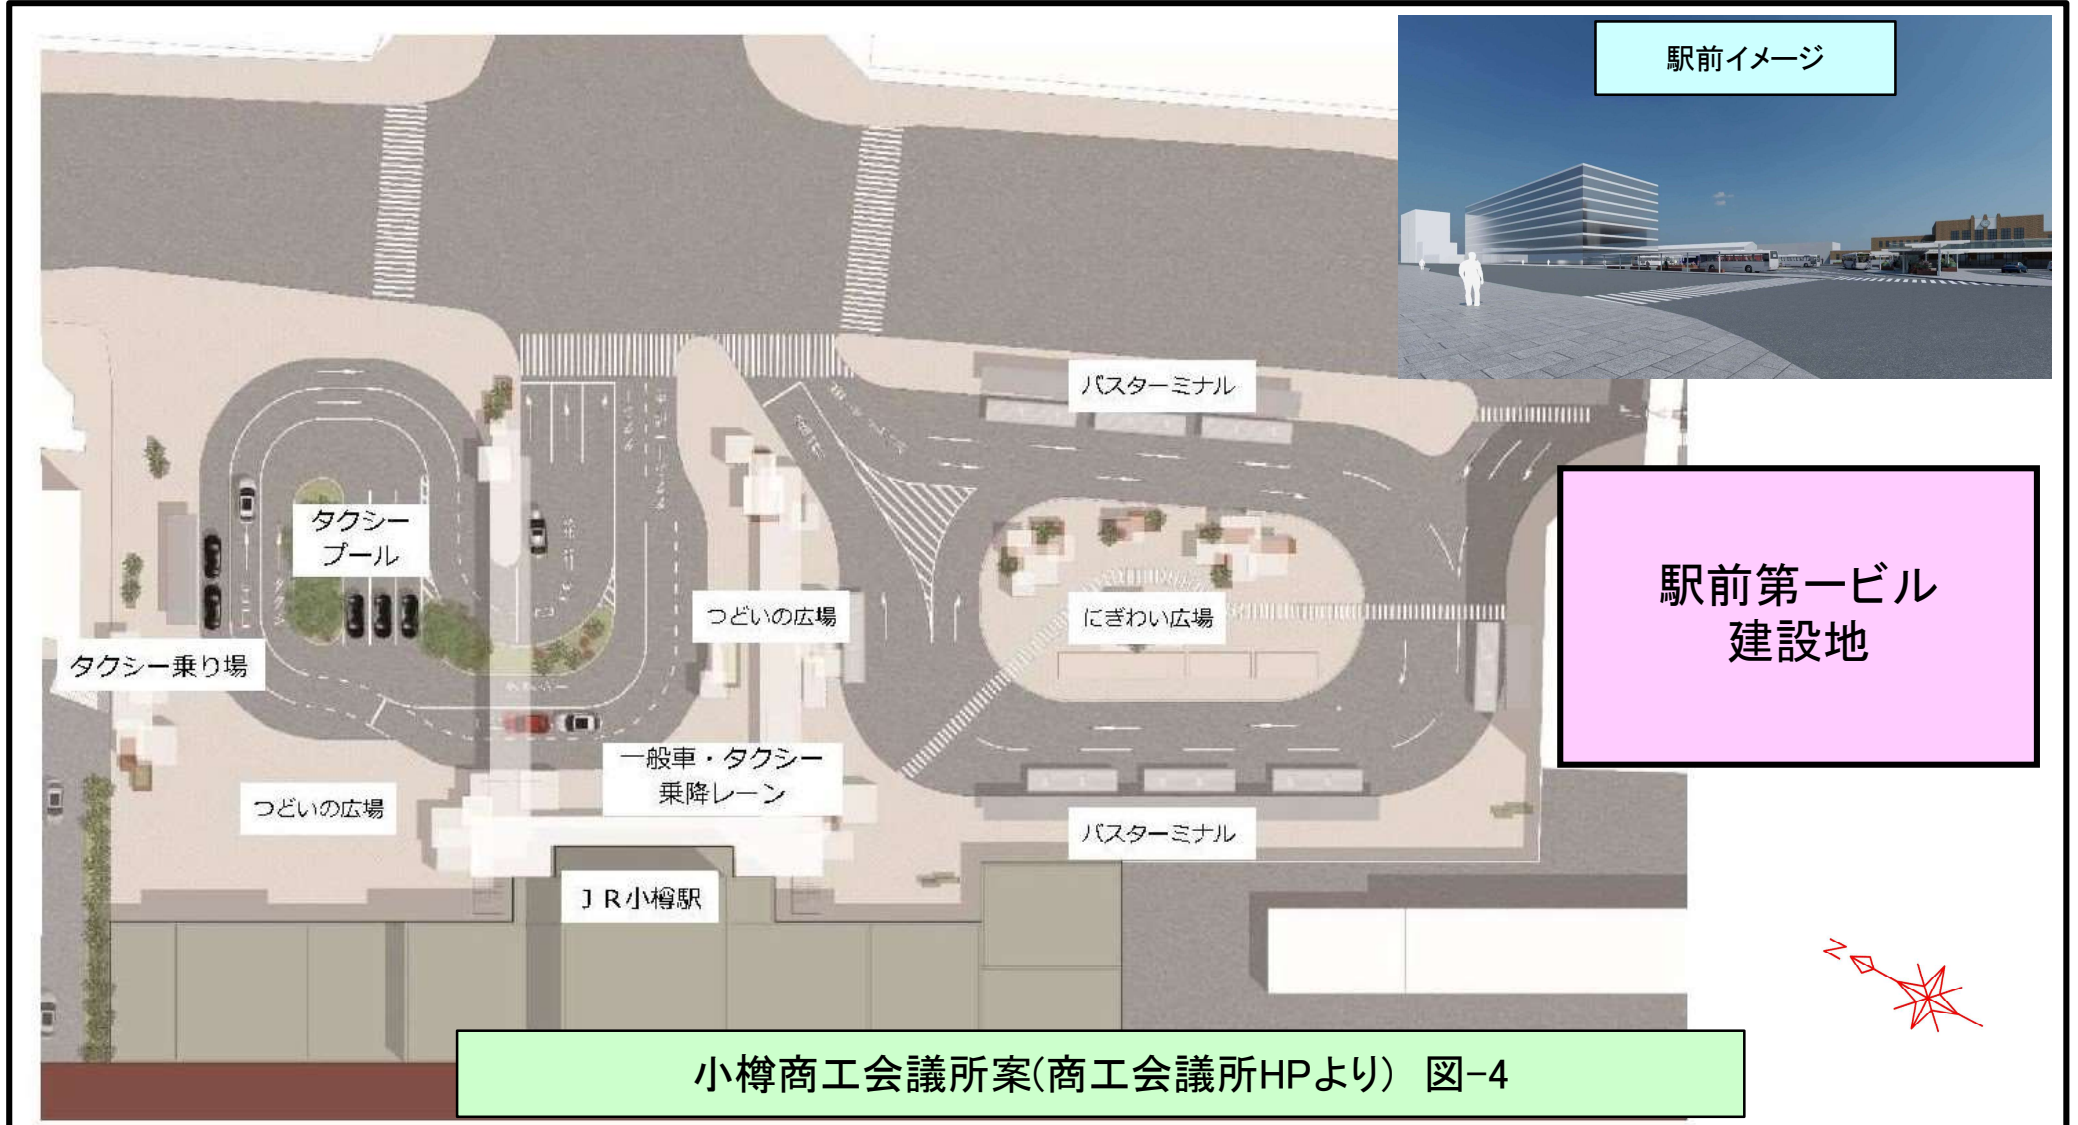 駅前イメージ
バスターミナル
タクシー
プール
つどいの広場
にぎわい広場
駅前第一ビル
建設地
タクシー乗り場
一般車・タクシー
乗降レーン
つどいの広場
バスターミナル
JR小樽駅
N
小樽商工会議所案(商工会議所HPより) 図-4